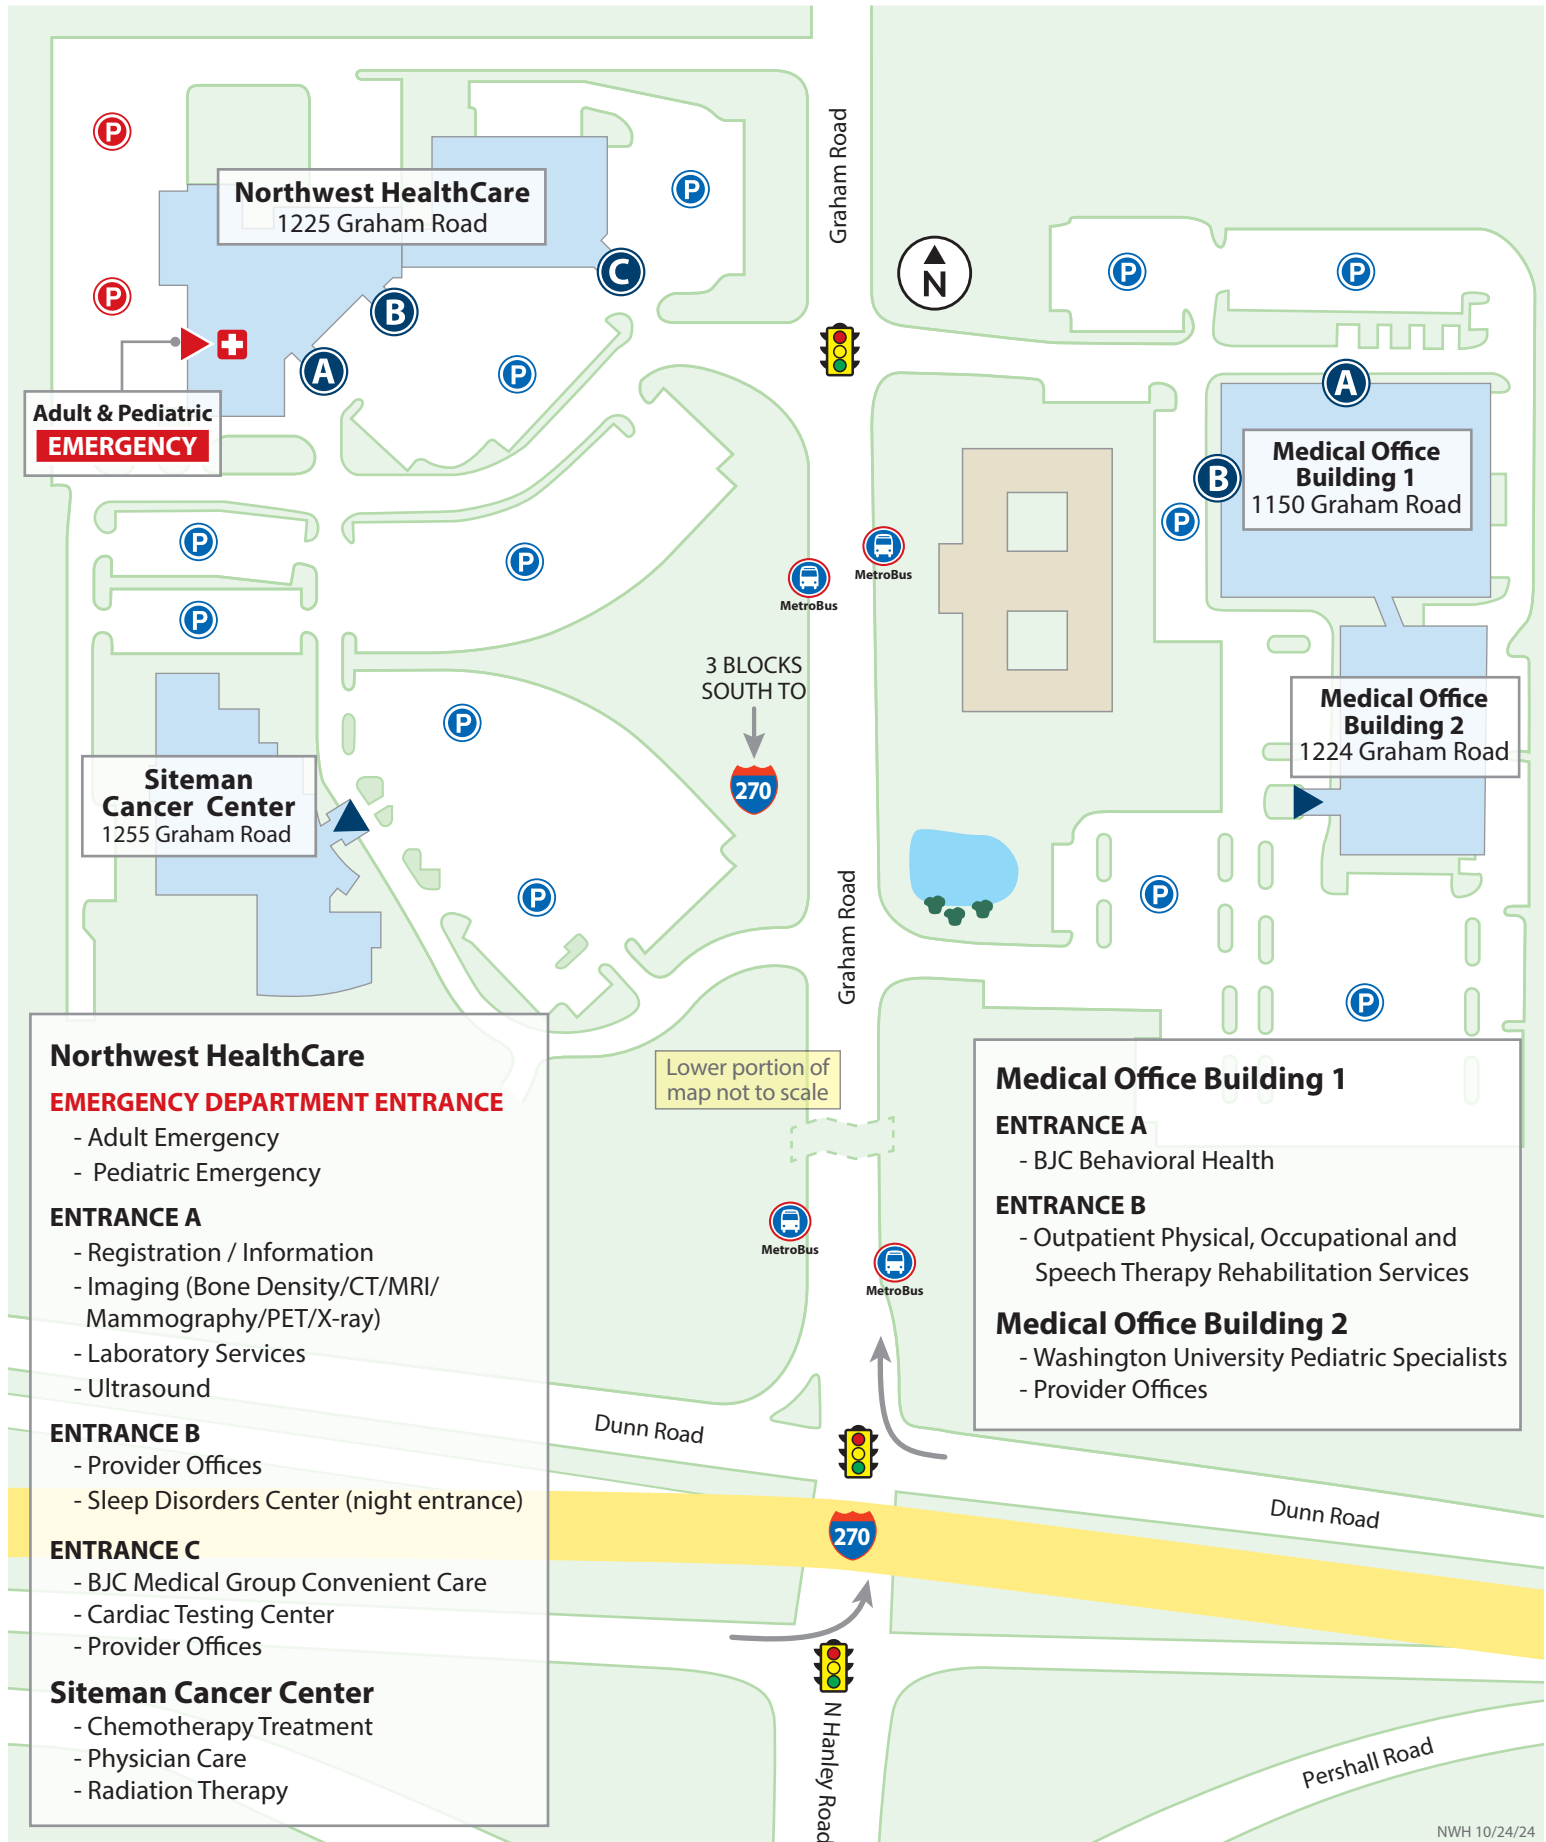 Graham Road
P
P
P
P
P
P
Northwest HealthCare
1225 Graham Road
C
B
A
N
P
A
Adult & Pediatric
EMERGENCY
Medical Office
Building 1
1150 Graham Road
B
P
P
P
P
MetroBus
MetroBus
3 BLOCKS
SOUTH TO
270
P
Medical Office
Building 2
1224 Graham Road
Siteman
Cancer Center
1255 Graham Road
P
P
P
Graham Road
Lower portion of
map not to scale
MetroBus
MetroBus
Northwest HealthCare
EMERGENCY DEPARTMENT ENTRANCE
- Adult Emergency
- Pediatric Emergency
ENTRANCE A
- Registration / Information
- Imaging (Bone Density/CT/MRI/
Mammography/PET/X-ray)
- Laboratory Services
- Ultrasound
ENTRANCE B
- Provider Offices
- Sleep Disorders Center (night entrance)
ENTRANCE C
- BJC Medical Group Convenient Care
- Cardiac Testing Center
- Provider Offices
Siteman Cancer Center
- Chemotherapy Treatment
- Physician Care
- Radiation Therapy
Medical Office Building 1
ENTRANCE A
- BJC Behavioral Health
ENTRANCE B
- Outpatient Physical, Occupational and
Speech Therapy Rehabilitation Services
Medical Office Building 2
- Washington University Pediatric Specialists
- Provider Offices
Dunn Road
Dunn Road
270
N Hanley Road
Pershall Road
NWH 10/24/24